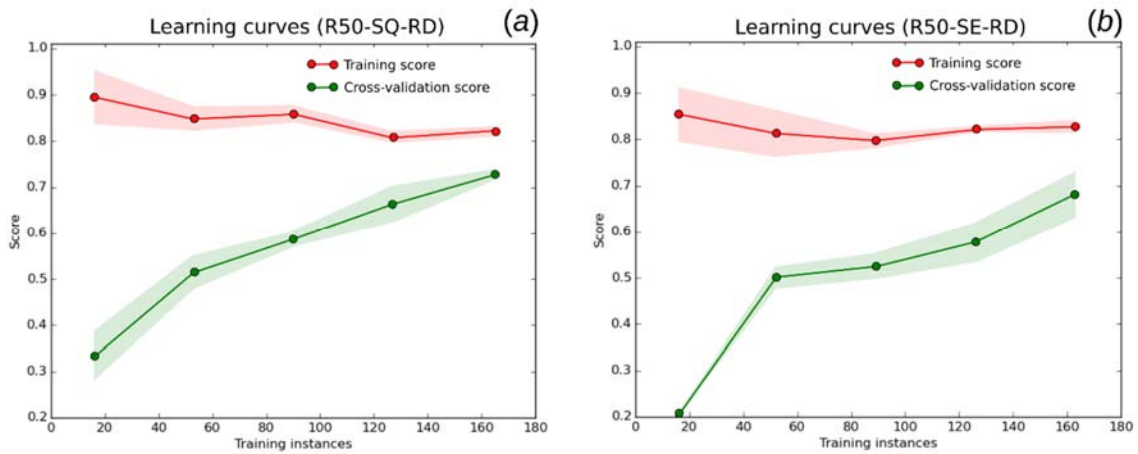 Learning curves (R50-SQ-RD)
(a)
1.0
0.9
0.8
0.7
0.6
0.5
0.4
0.3
0.2
Score
Training score
Cross-validation score
0 20 40 60 80 100 120 140 160 180
Training instances
Learning curves (R50-SE-RD)
(b)
1.0
0.9
0.8
0.7
0.6
0.5
0.4
0.3
0.2
Score
Training score
Cross-validation score
0 20 40 60 80 100 120 140 160 180
Training instances